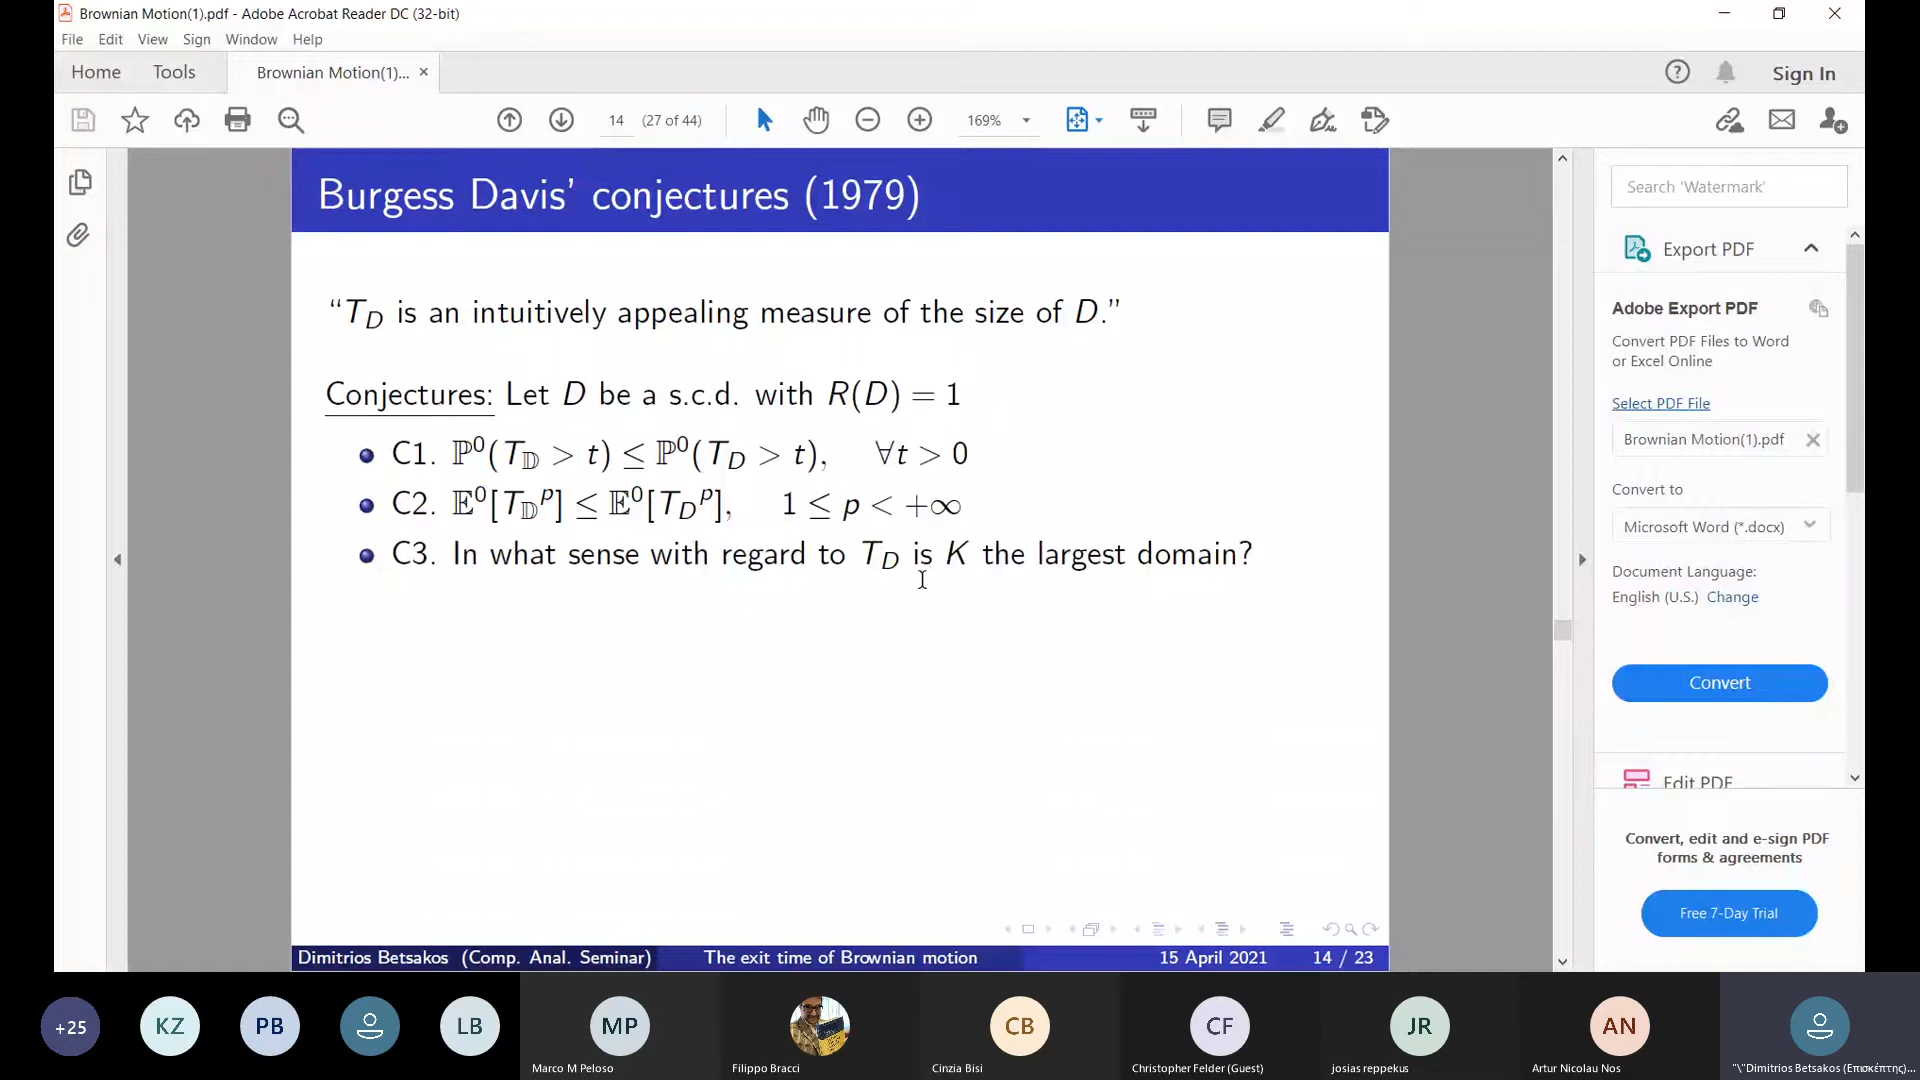 Brownian Motion(1).pdf - Adobe Acrobat Reader DC (32-bit)
File Edit View Sign Window Help
Home Tools Brownian Motion(1)... × Sign In
14 (27 of 44) 169%
Burgess Davis' conjectures (1979)
“T_D is an intuitively appealing measure of the size of D.”
Conjectures: Let D be a s.c.d. with R(D) = 1
C1. ℙ⁰(T_𝔻 > t) ≤ ℙ⁰(T_D > t), ∀t > 0
C2. 𝔼⁰[T_𝔻^p] ≤ 𝔼⁰[T_D^p], 1 ≤ p < +∞
C3. In what sense with regard to T_D is K the largest domain?
Dimitrios Betsakos (Comp. Anal. Seminar) The exit time of Brownian motion 15 April 2021 14 / 23
Search 'Watermark'
Export PDF
Adobe Export PDF
Convert PDF Files to Word
or Excel Online
Select PDF File
Brownian Motion(1).pdf
Convert to
Microsoft Word (*.docx)
Document Language:
English (U.S.) Change
Convert
Edit PDF
Convert, edit and e-sign PDF
forms & agreements
Free 7-Day Trial
+25 KZ PB LB MP CB CF JR AN
Marco M Peloso Filippo Bracci Cinzia Bisi Christopher Felder (Guest) josias reppekus Artur Nicolau Nos "\"Dimitrios Betsakos (Επισκέπτης)...